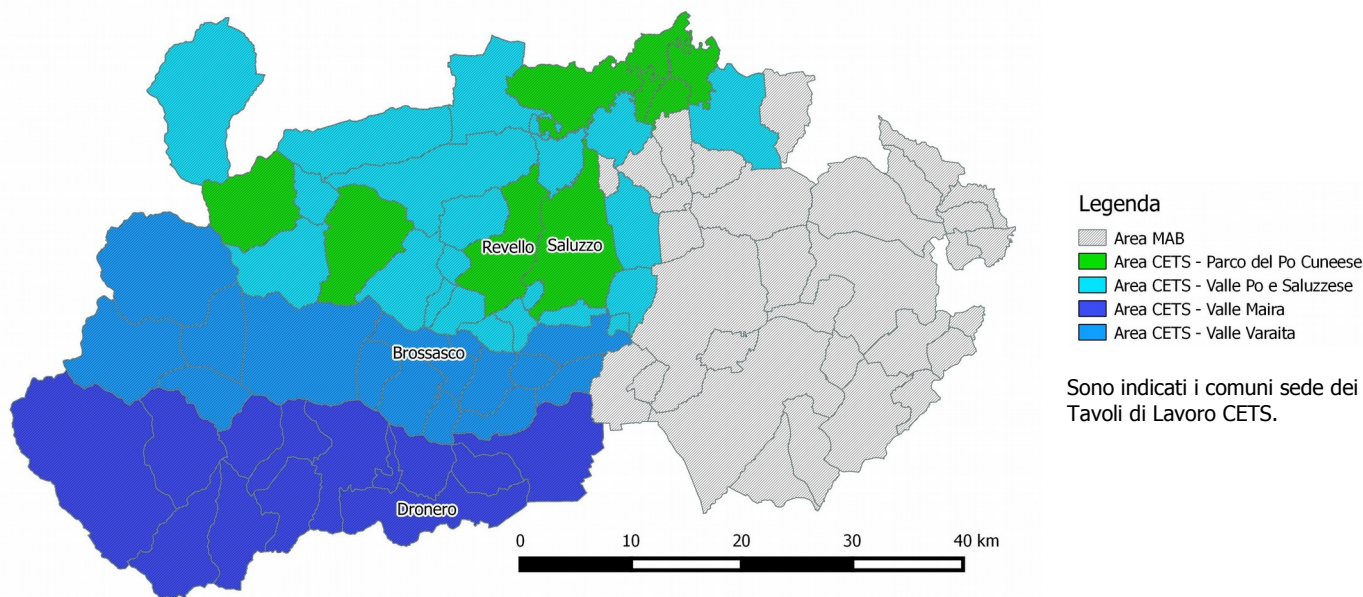 Revello
Saluzzo
Brossasco
Dronero
0 10 20 30 40 km
Legenda
Area MAB
Area CETS - Parco del Po Cuneese
Area CETS - Valle Po e Saluzzese
Area CETS - Valle Maira
Area CETS - Valle Varaita
Sono indicati i comuni sede dei
Tavoli di Lavoro CETS.